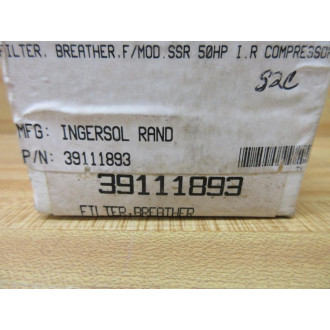 FILTER. BREATHER.F/MOD.SSR 50HP I.R COMPRESSOR
S2C
MFG: INGERSOL RAND
P/N: 39111893
39111893
FILTER,BREATHER